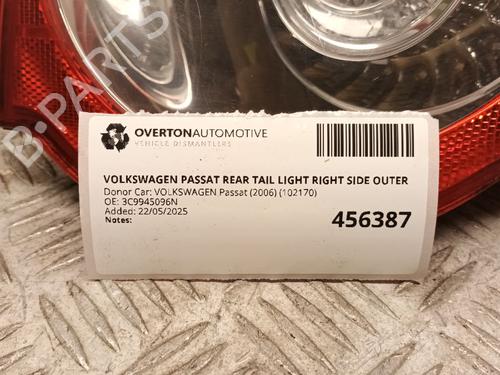 OVERTONAUTOMOTIVE
VEHICLE DISMANTLERS
VOLKSWAGEN PASSAT REAR TAIL LIGHT RIGHT SIDE OUTER
Donor Car: VOLKSWAGEN Passat (2006) (102170)
OE: 3C9945096N
Added: 22/05/2025
Notes:
456387
B-PARTS